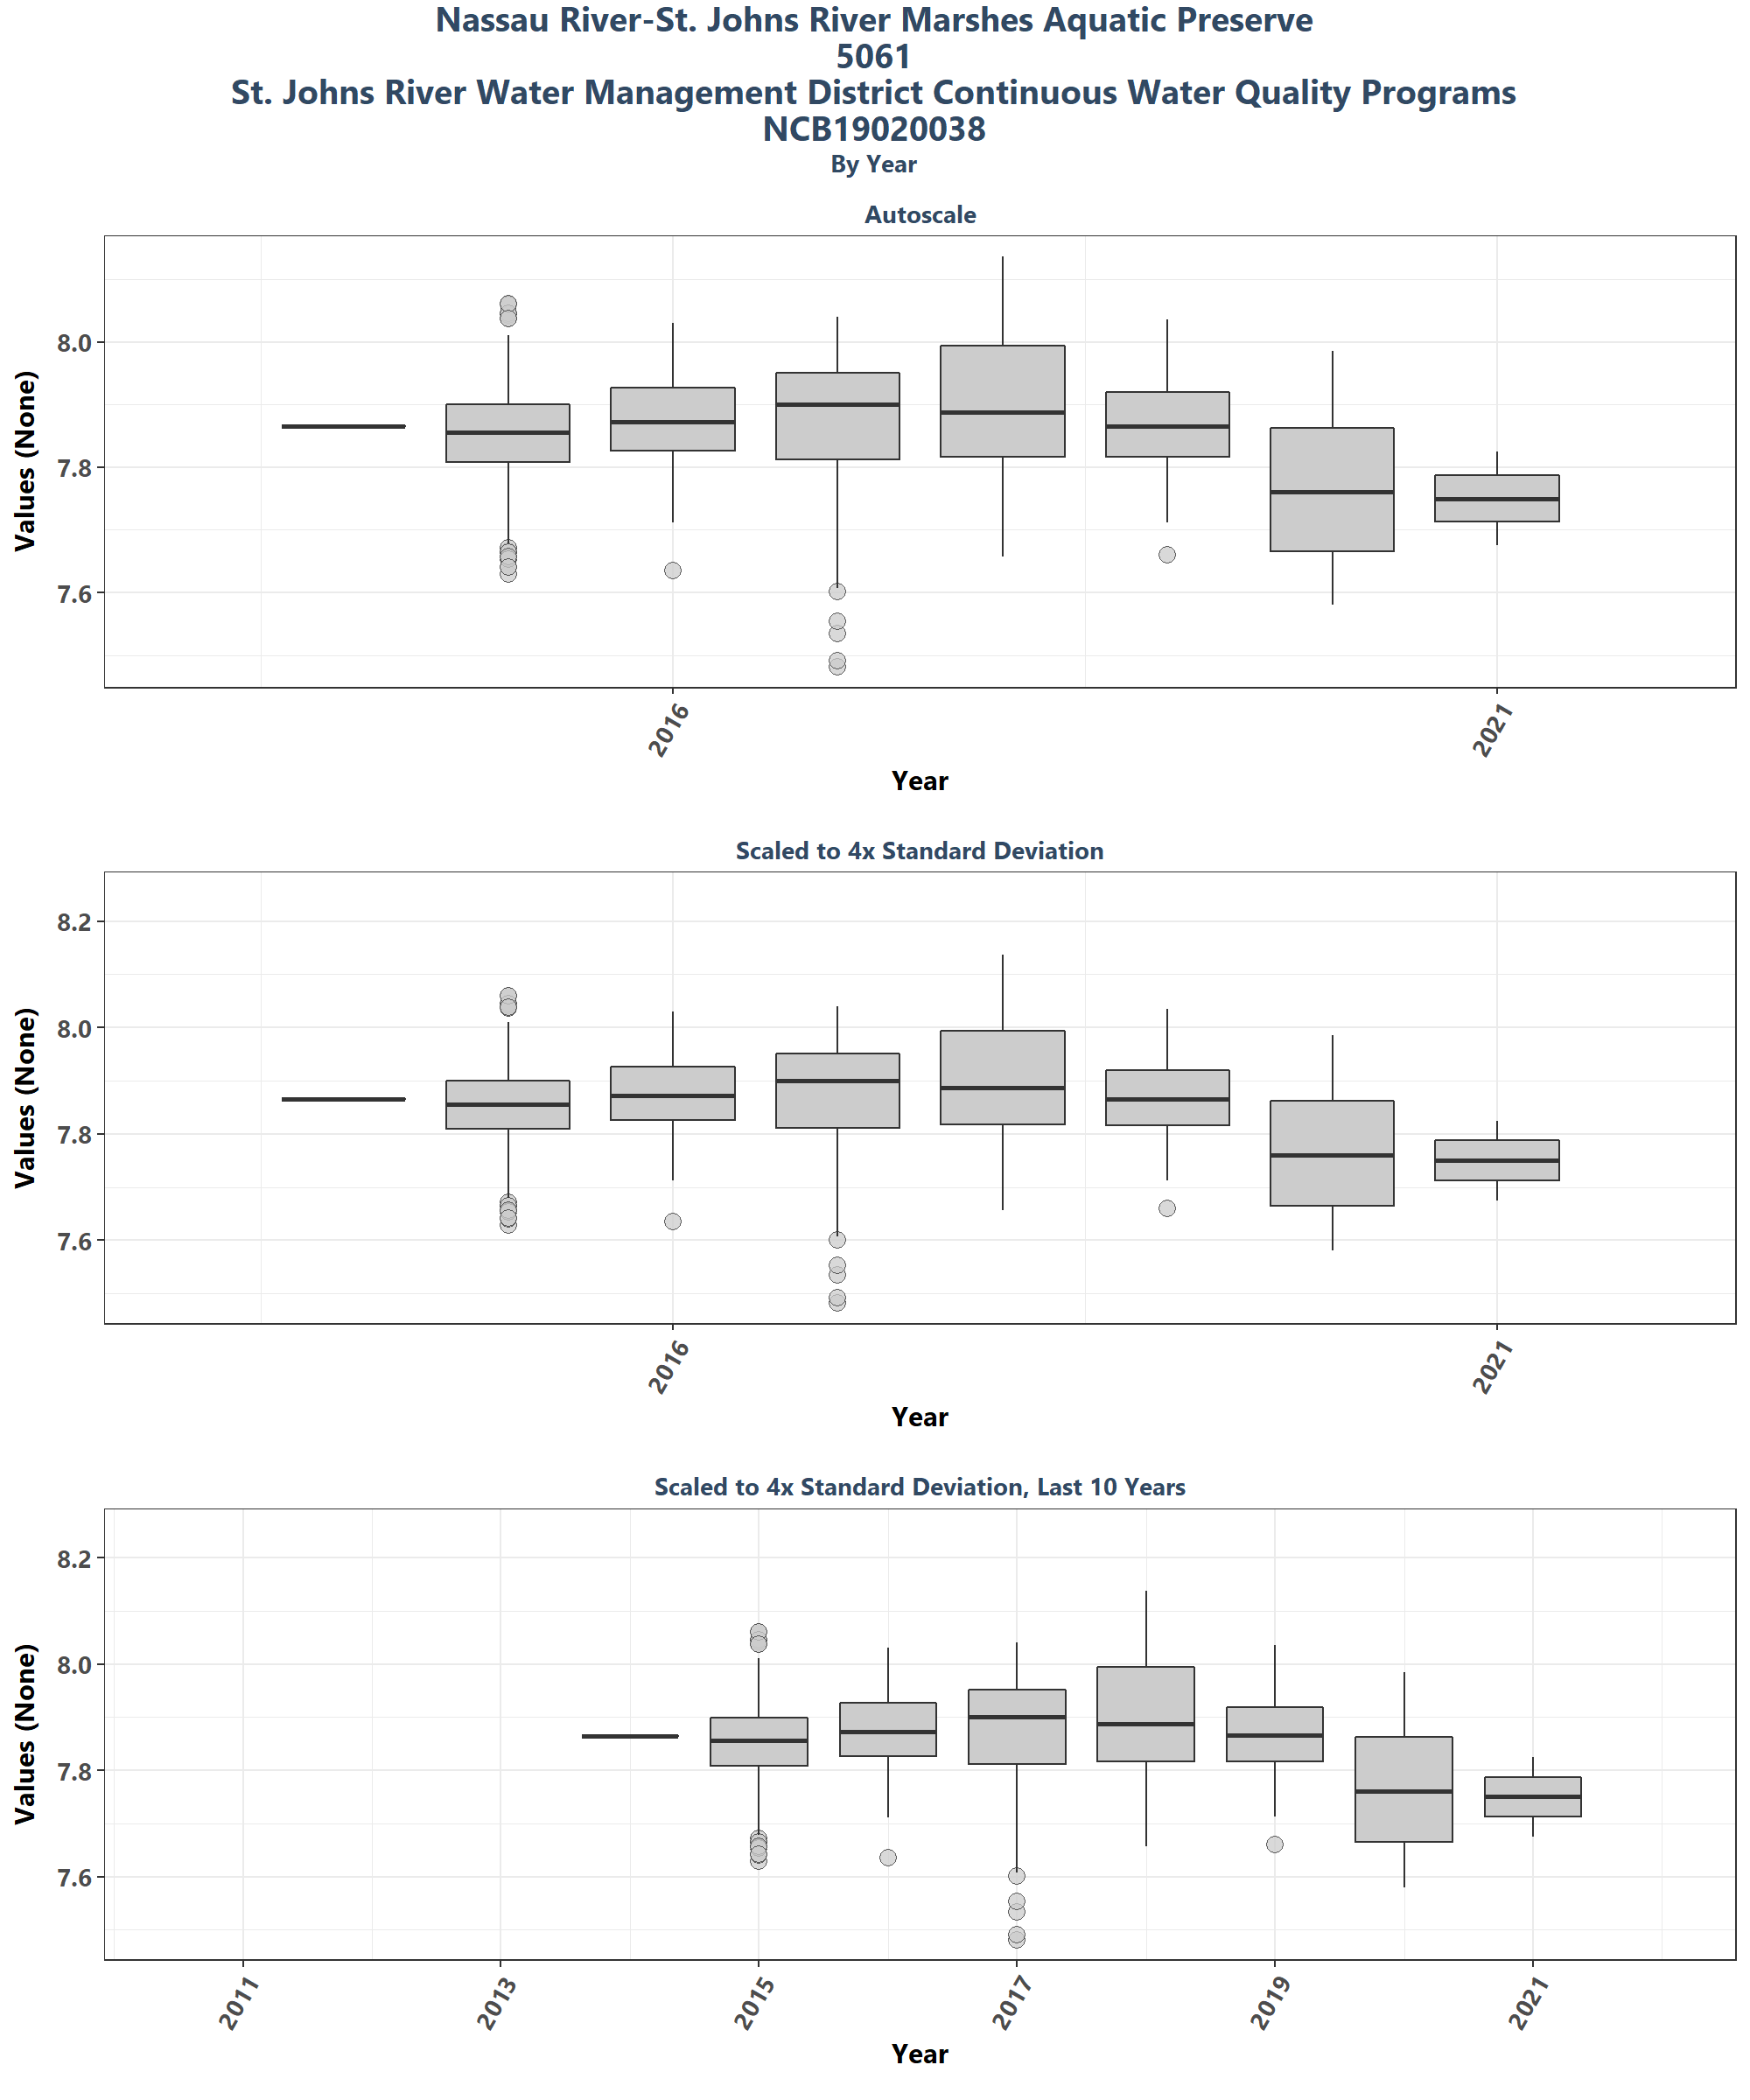 Nassau River-St. Johns River Marshes Aquatic Preserve
5061
St. Johns River Water Management District Continuous Water Quality Programs
NCB19020038
By Year
Autoscale
Values (None)
8.0
7.8
7.6
2016
2021
Year
Scaled to 4x Standard Deviation
Values (None)
8.2
8.0
7.8
7.6
2016
2021
Year
Scaled to 4x Standard Deviation, Last 10 Years
Values (None)
8.2
8.0
7.8
7.6
2011
2013
2015
2017
2019
2021
Year